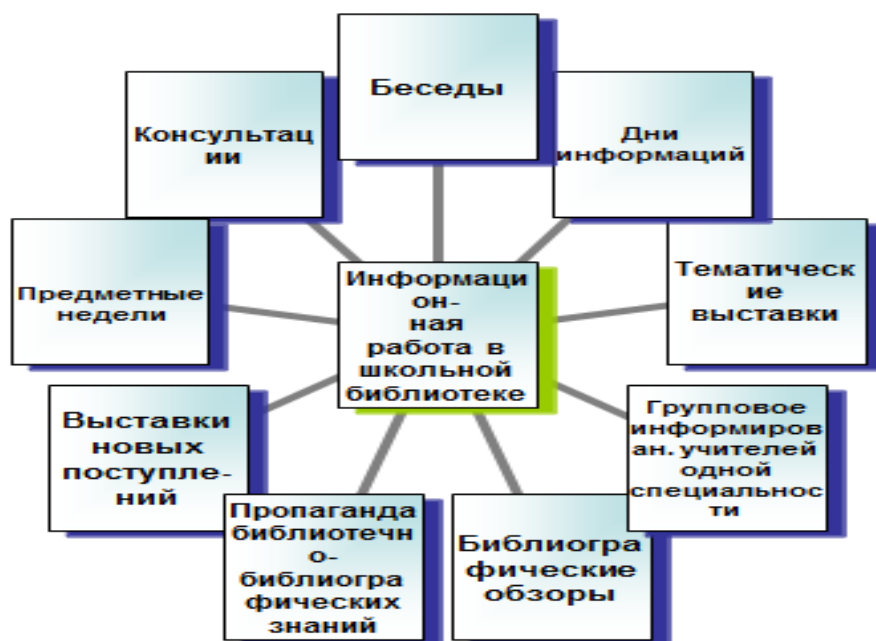 Беседы
Консультац
ии
Дни
информаций
Предметные
недели
Информаци
он-
ная
работа в
школьной
библиотеке
Тематическ
ие
выставки
Выставки
новых
поступле-
ний
Групповое
информиров
ан. учителей
одной
специальнос
ти
Пропаганда
библиотечн
о-
библиогра
фических
знаний
Библиогра
фические
обзоры